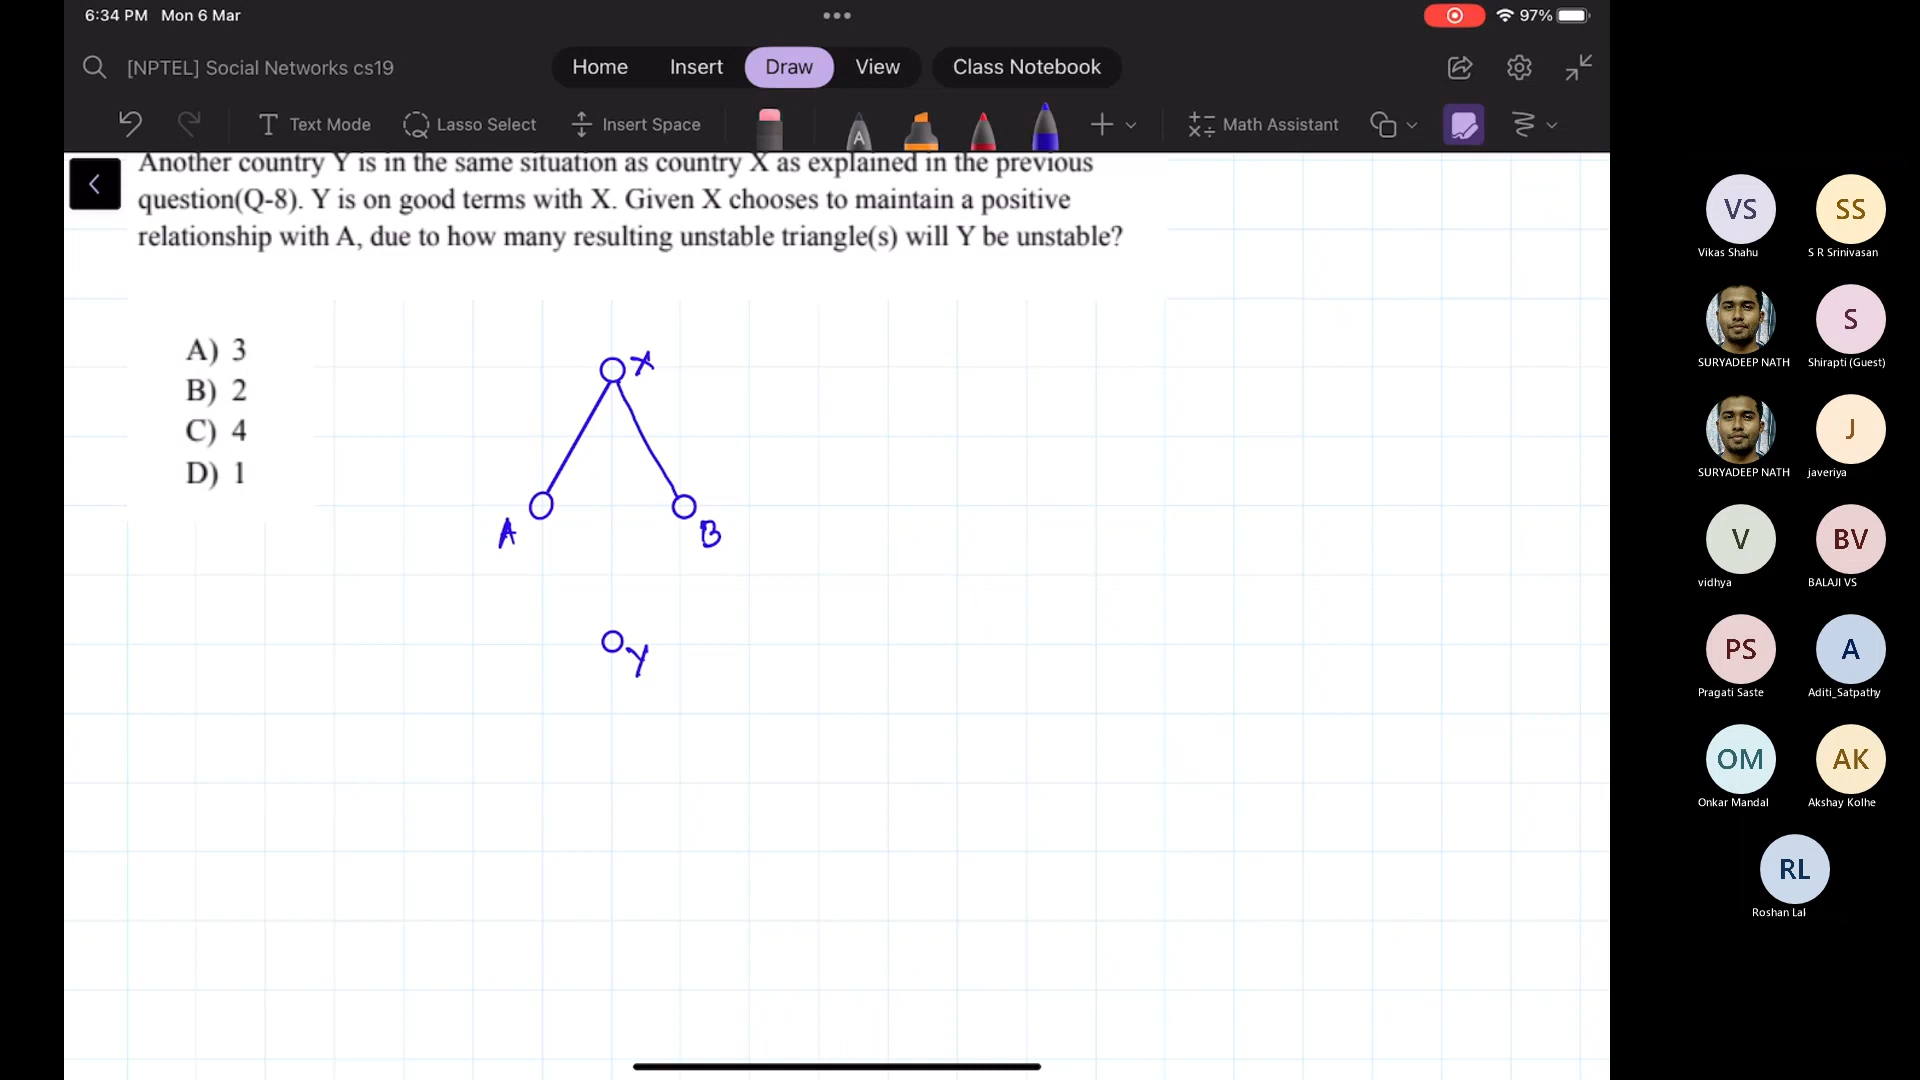 6:34 PM Mon 6 Mar
97%
[NPTEL] Social Networks cs19
Home Insert Draw View Class Notebook
Text Mode Lasso Select Insert Space A Math Assistant
Another country Y is in the same situation as country X as explained in the previous
question(Q-8). Y is on good terms with X. Given X chooses to maintain a positive
relationship with A, due to how many resulting unstable triangle(s) will Y be unstable?
A) 3
B) 2
C) 4
D) 1
X
A
B
Y
VS SS
Vikas Shahu S R Srinivasan
S
SURYADEEP NATH Shirapti (Guest)
J
SURYADEEP NATH javeriya
V BV
vidhya BALAJI VS
PS A
Pragati Saste Aditi_Satpathy
OM AK
Onkar Mandal Akshay Kolhe
RL
Roshan Lal